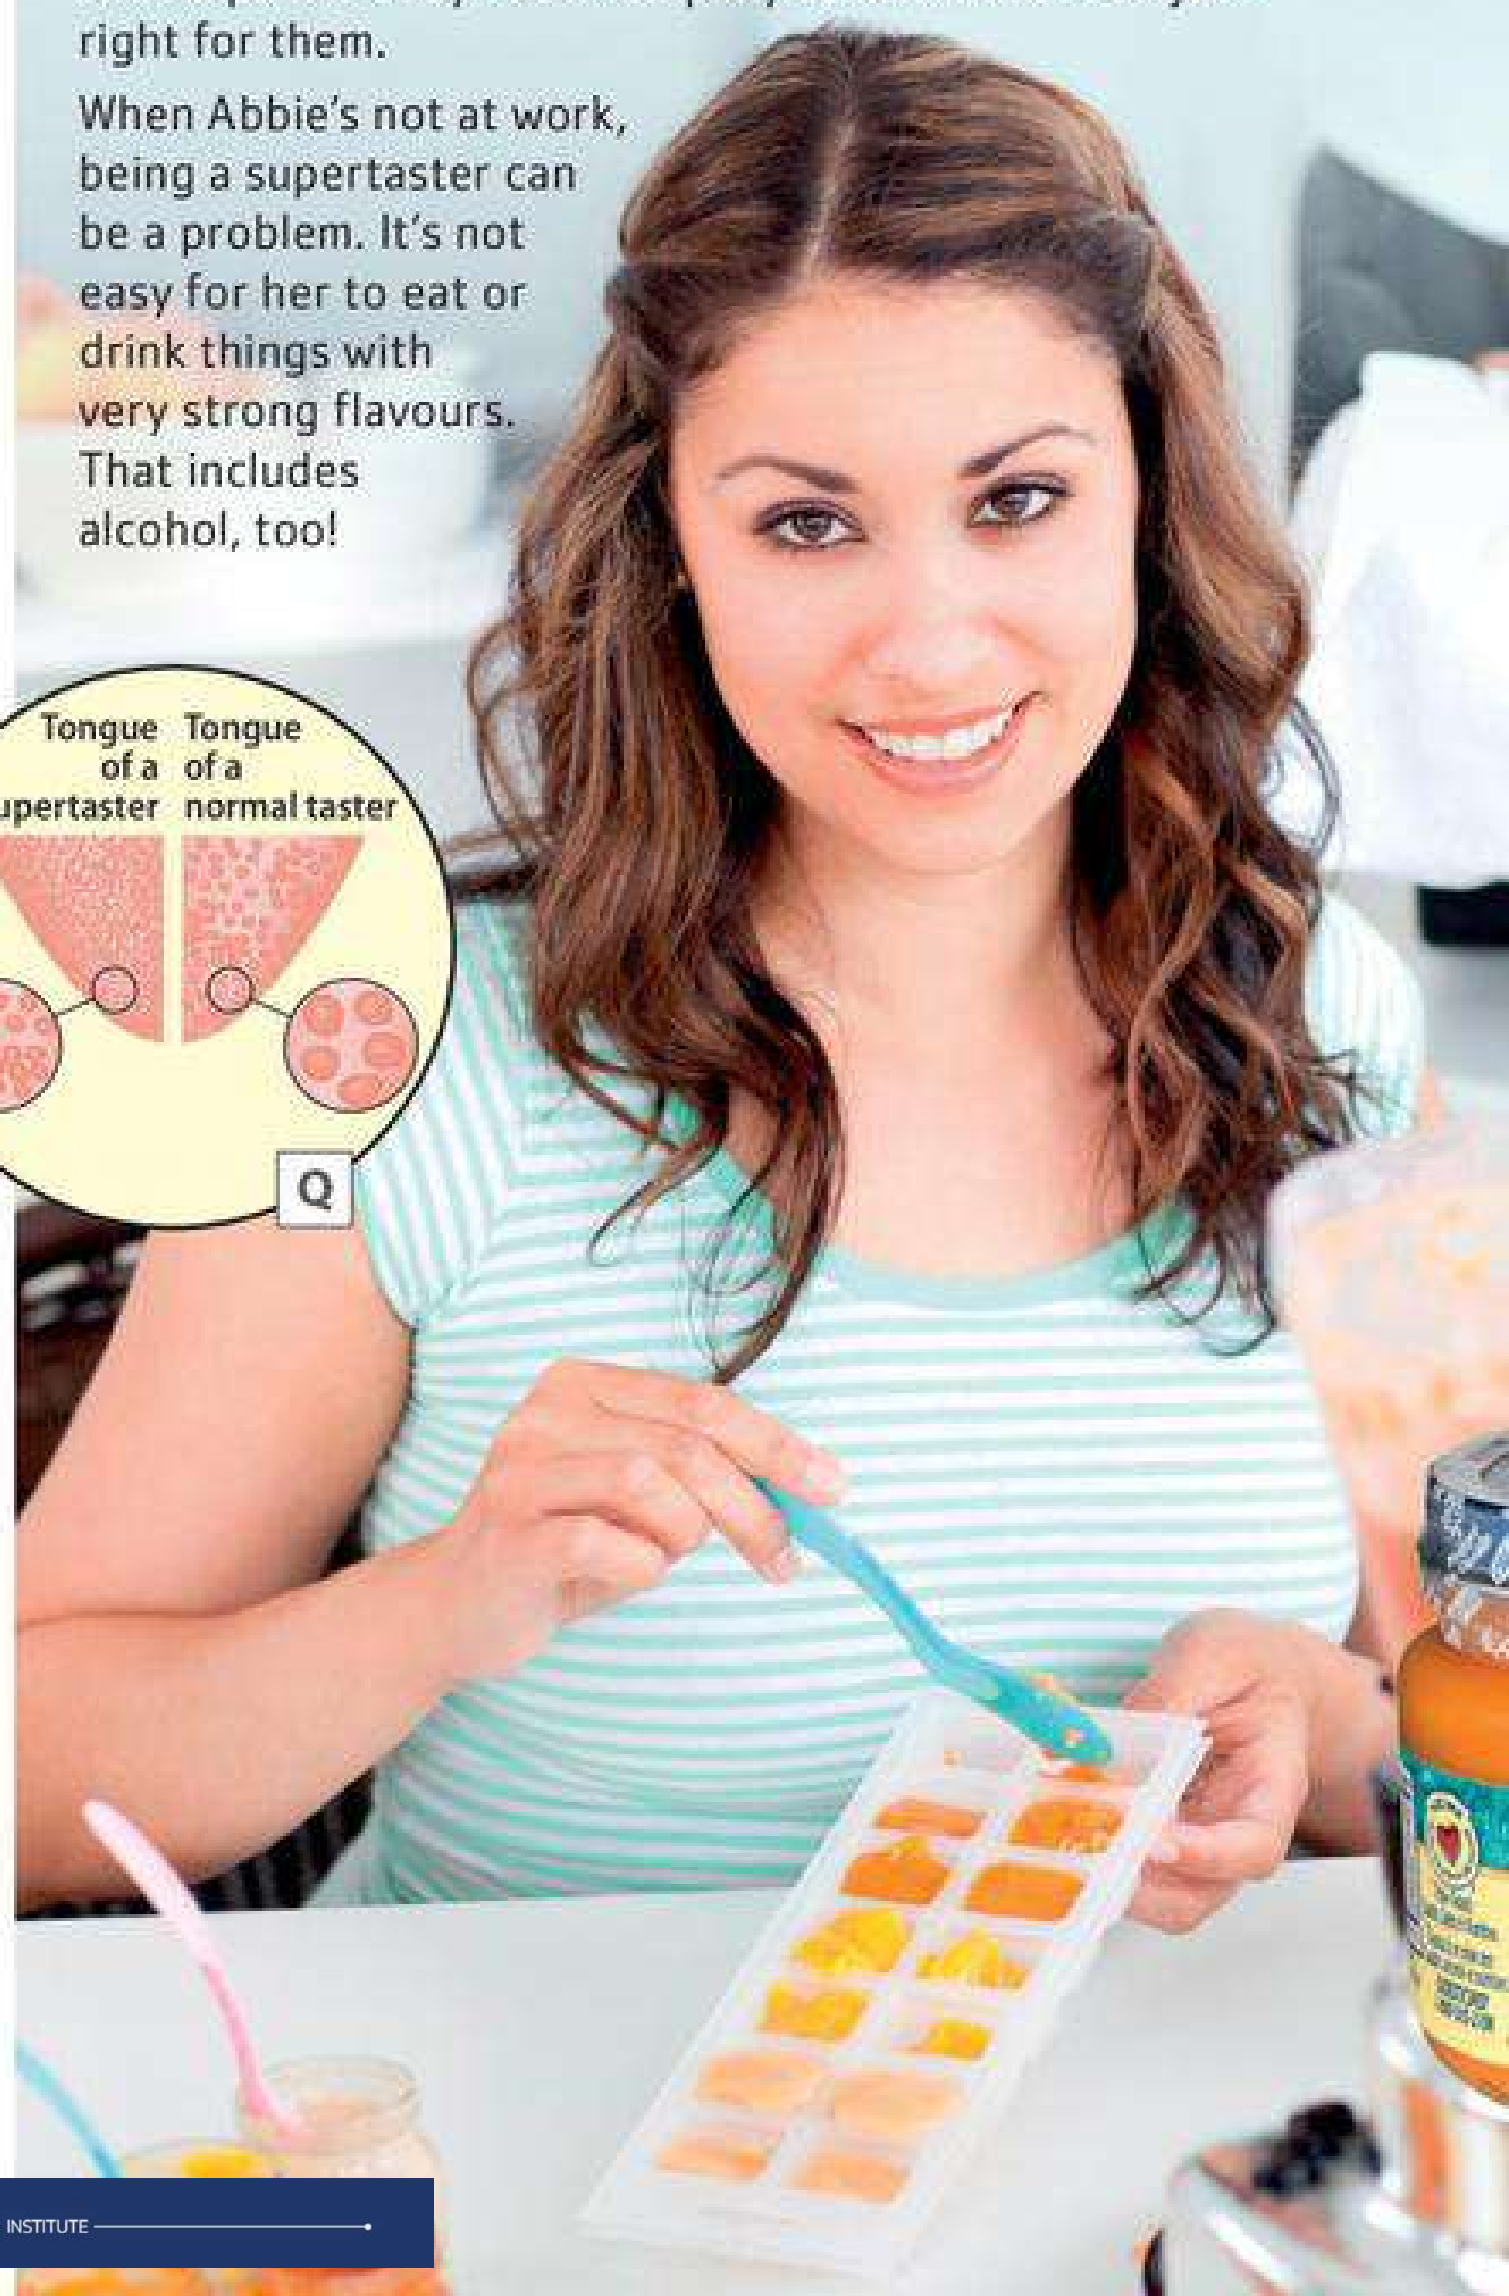 right for them.
When Abbie's not at work,
being a supertaster can
be a problem. It's not
easy for her to eat or
drink things with
very strong flavours.
That includes
alcohol, too!
Tongue
of a
upertaster
Tongue
of a
normal taster
Q
INSTITUTE